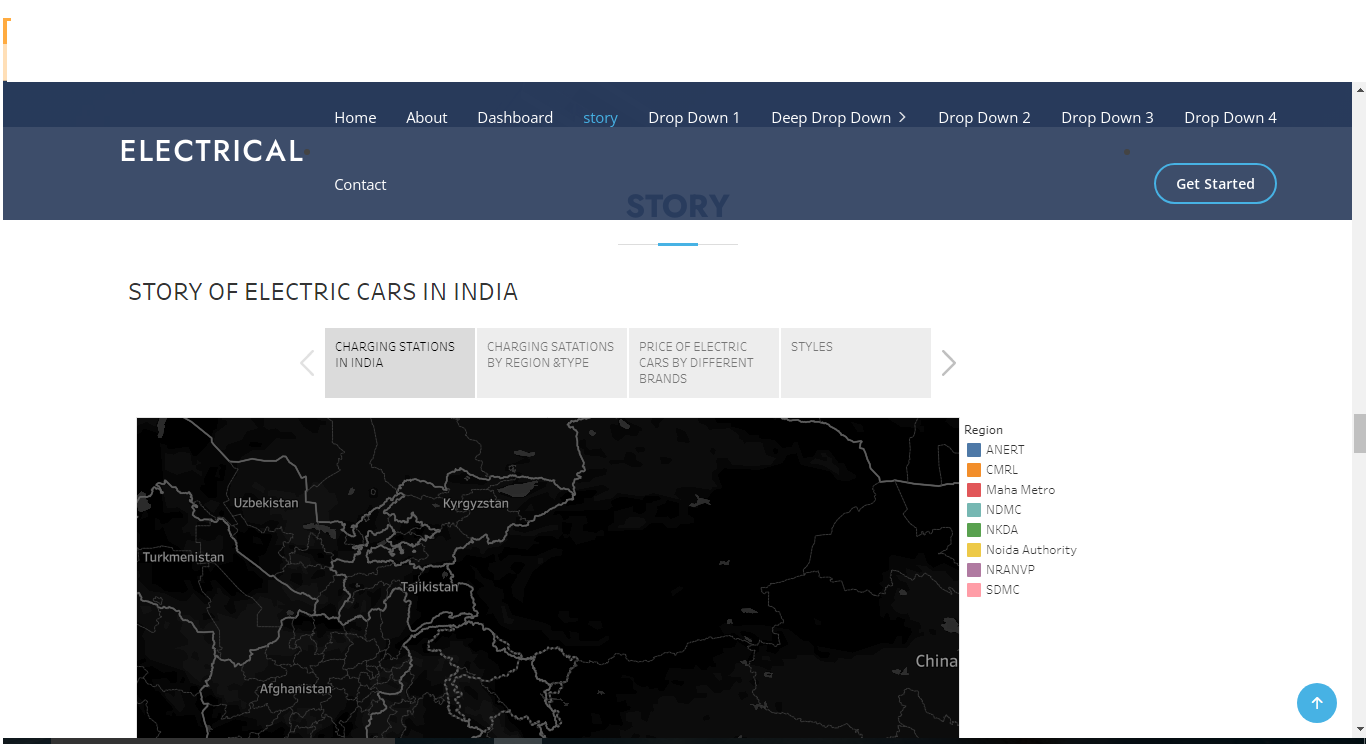 Home About Dashboard story Drop Down 1 Deep Drop Down Drop Down 2 Drop Down 3 Drop Down 4
ELECTRICAL
Contact Get Started
STORY
STORY OF ELECTRIC CARS IN INDIA
CHARGING STATIONS
IN INDIA
CHARGING SATATIONS
BY REGION &TYPE
PRICE OF ELECTRIC
CARS BY DIFFERENT
BRANDS
STYLES
Region
ANERT
CMRL
Maha Metro
NDMC
NKDA
Noida Authority
NRANVP
SDMC
Uzbekistan
Kyrgyzstan
Turkmenistan
Tajikistan
China
Afghanistan